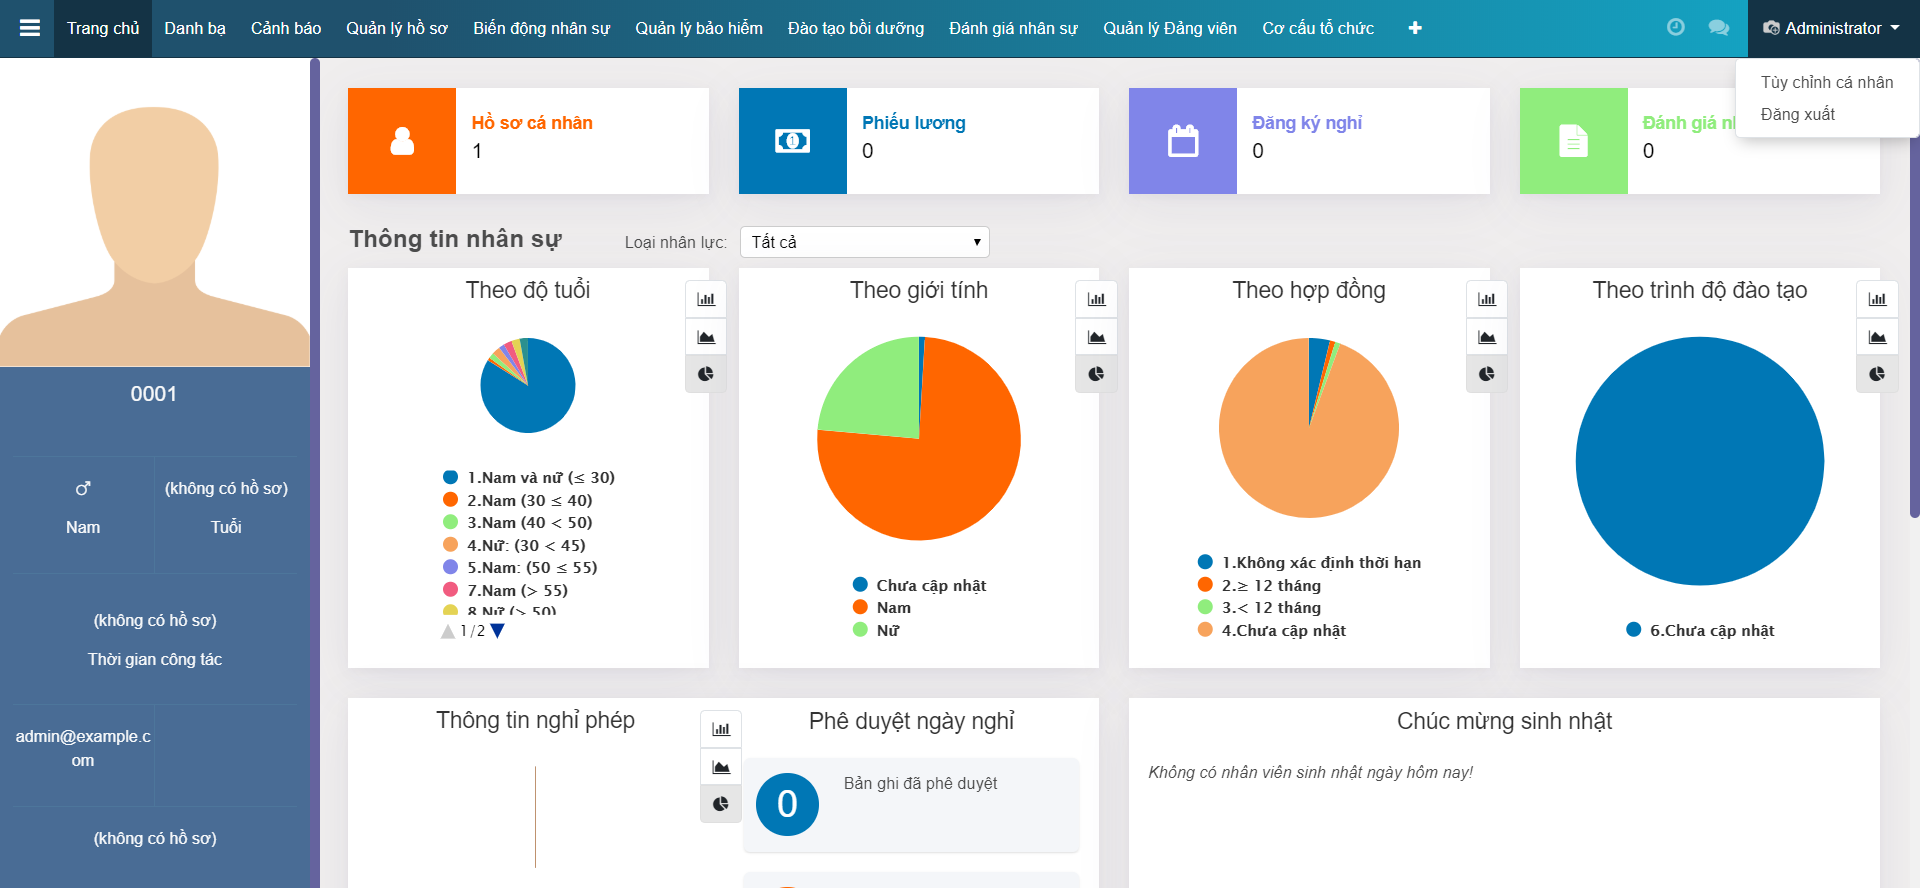 Trang chủ Danh bạ Cảnh báo Quản lý hồ sơ Biến động nhân sự Quản lý bảo hiểm Đào tạo bồi dưỡng Đánh giá nhân sự Quản lý Đảng viên Cơ cấu tổ chức Administrator
Tùy chỉnh cá nhân
Đăng xuất
Hồ sơ cá nhân
1
Phiếu lương
0
Đăng ký nghỉ
0
Đánh giá
0
Thông tin nhân sự
Loại nhân lực: Tất cả
Theo độ tuổi
1.Nam và nữ (≤ 30)
2.Nam (30 ≤ 40)
3.Nam (40 < 50)
4.Nữ: (30 < 45)
5.Nam: (50 ≤ 55)
7.Nam (> 55)
8.Nữ (> 50)
1/2
Theo giới tính
Chưa cập nhật
Nam
Nữ
Theo hợp đồng
1.Không xác định thời hạn
2.≥ 12 tháng
3.< 12 tháng
4.Chưa cập nhật
Theo trình độ đào tạo
6.Chưa cập nhật
0001
Nam
(không có hồ sơ)
Tuổi
(không có hồ sơ)
Thời gian công tác
admin@example.c
om
(không có hồ sơ)
Thông tin nghỉ phép
Phê duyệt ngày nghỉ
0
Bản ghi đã phê duyệt
Chúc mừng sinh nhật
Không có nhân viên sinh nhật ngày hôm nay!